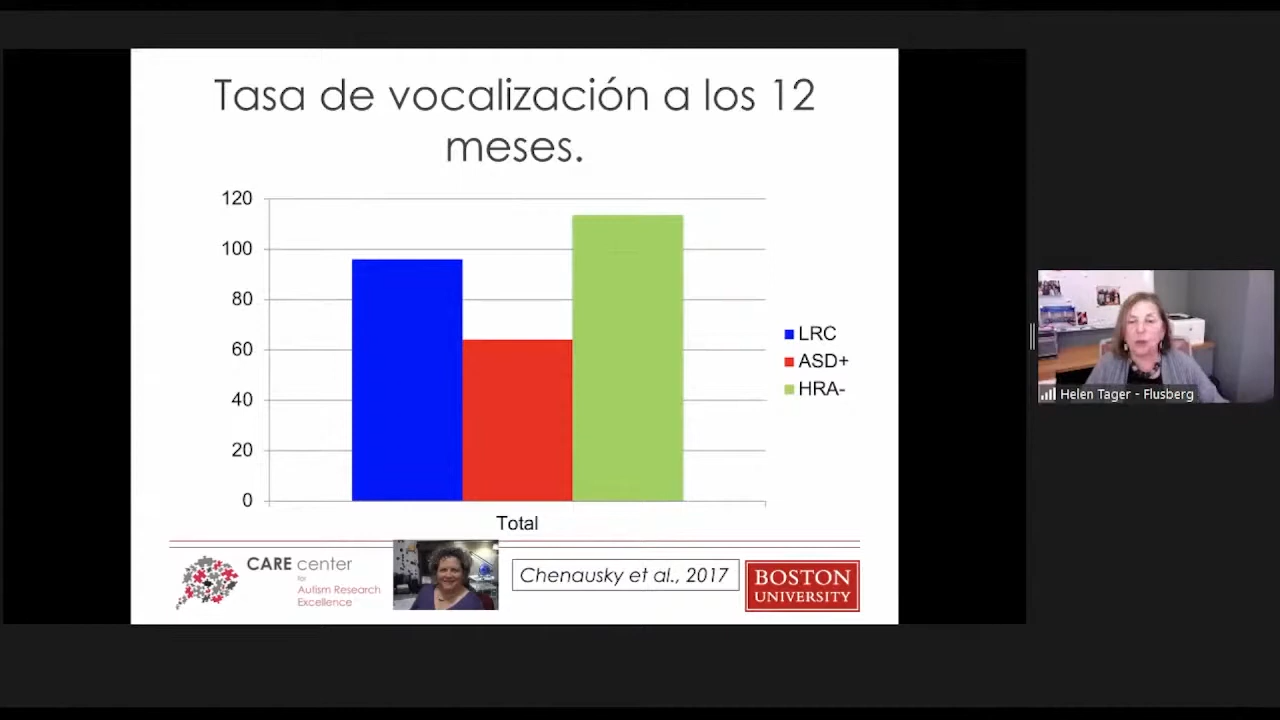 Tasa de vocalización a los 12
meses.
120
100
80
60
40
20
0
LRC
ASD+
HRA-
Total
CARE center
for
Autism Research
Excellence
Chenausky et al., 2017
BOSTON
UNIVERSITY
Helen Tager - Flusberg